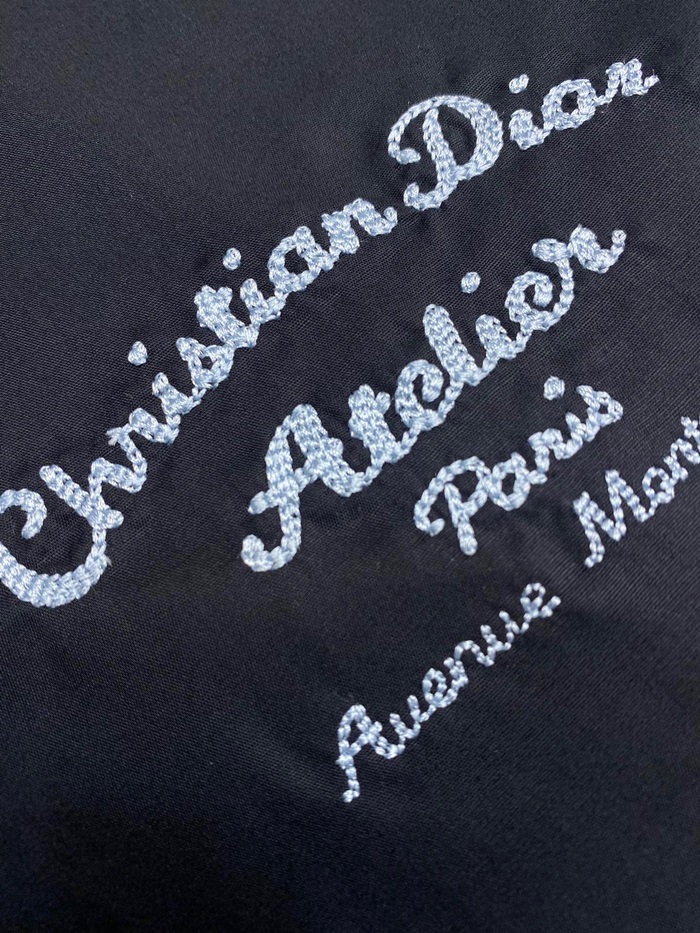 Christian Dior
Atelier
Paris
Avenue Mont